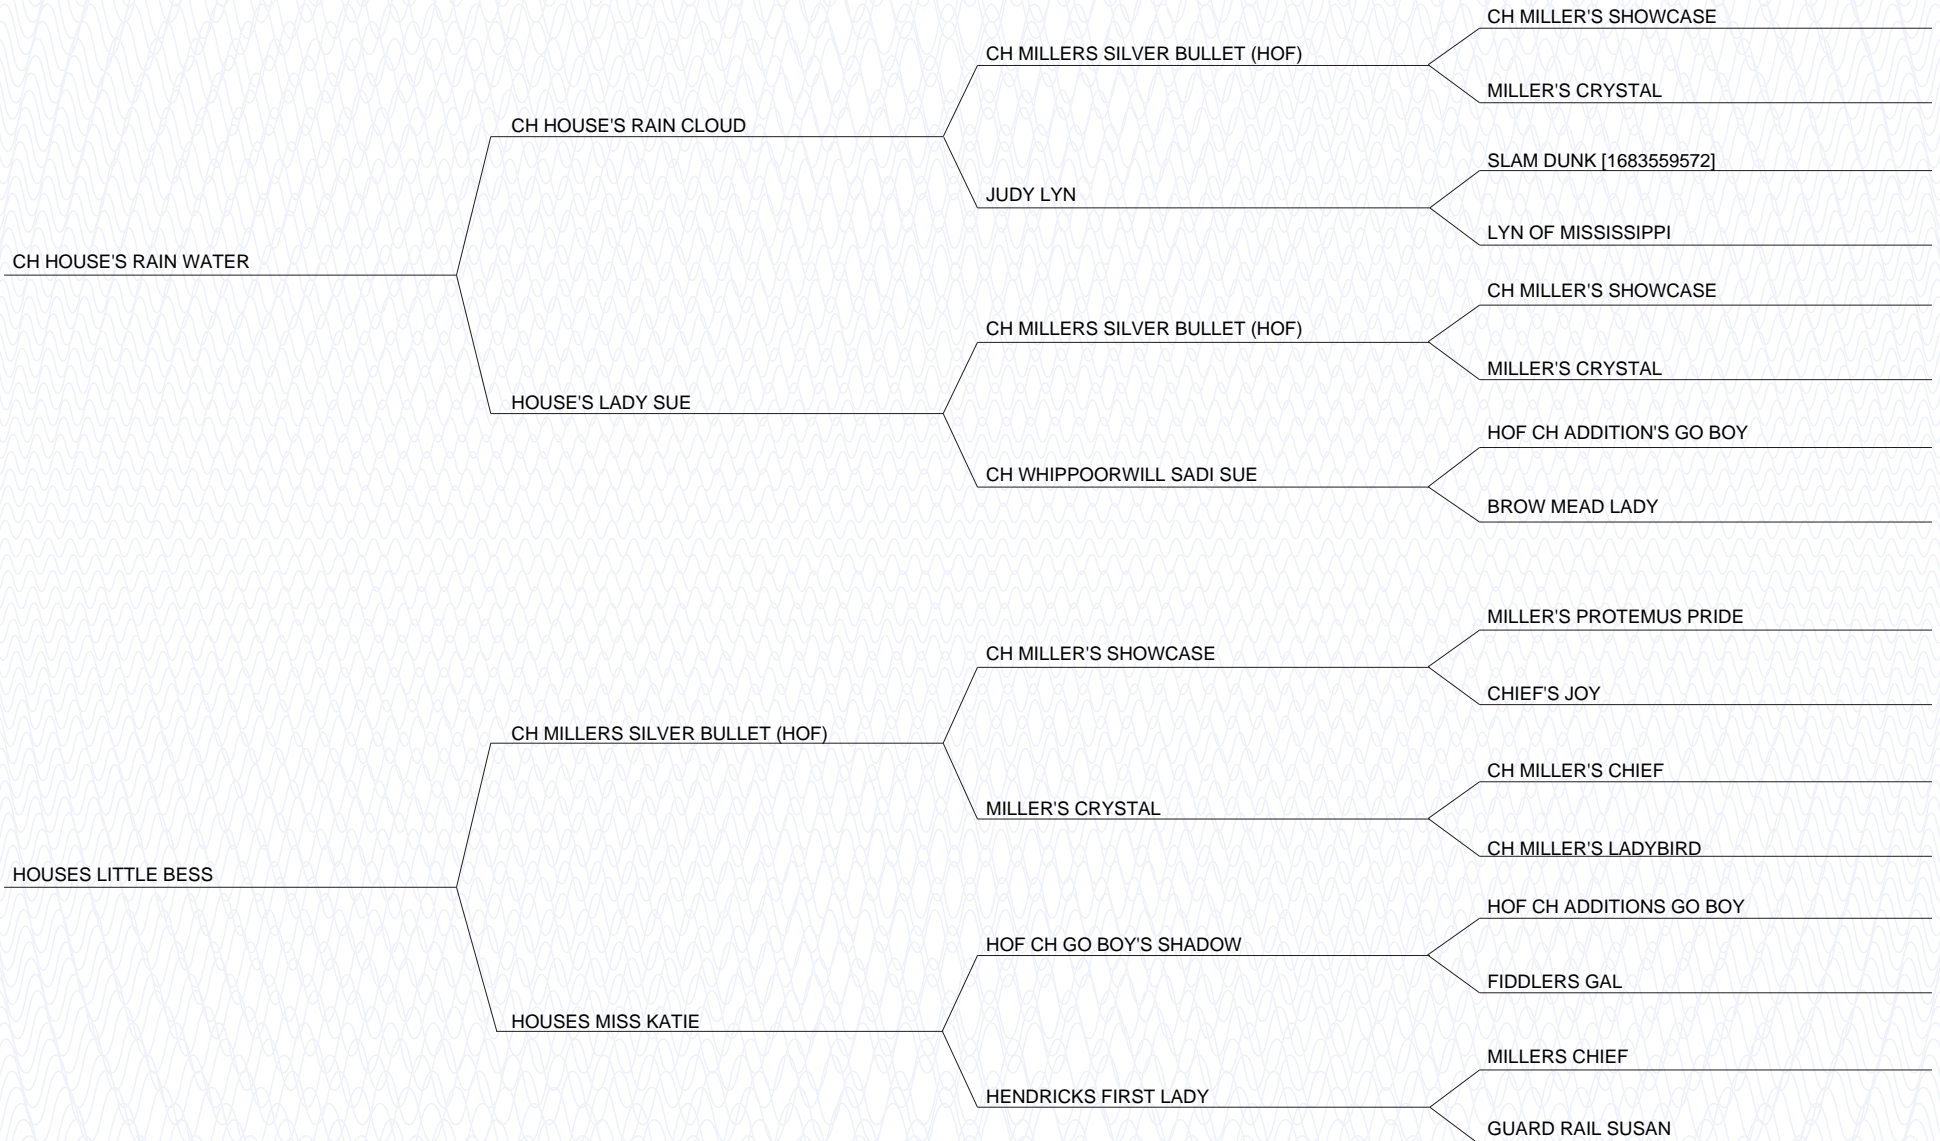 CH MILLER'S SHOWCASE
CH MILLERS SILVER BULLET (HOF)
MILLER'S CRYSTAL
CH HOUSE'S RAIN CLOUD
SLAM DUNK [1683559572]
JUDY LYN
LYN OF MISSISSIPPI
CH HOUSE'S RAIN WATER
CH MILLER'S SHOWCASE
CH MILLERS SILVER BULLET (HOF)
MILLER'S CRYSTAL
HOUSE'S LADY SUE
HOF CH ADDITION'S GO BOY
CH WHIPPOORWILL SADI SUE
BROW MEAD LADY
MILLER'S PROTEMUS PRIDE
CH MILLER'S SHOWCASE
CHIEF'S JOY
CH MILLERS SILVER BULLET (HOF)
CH MILLER'S CHIEF
MILLER'S CRYSTAL
CH MILLER'S LADYBIRD
HOUSES LITTLE BESS
HOF CH ADDITIONS GO BOY
HOF CH GO BOY'S SHADOW
FIDDLERS GAL
HOUSES MISS KATIE
MILLERS CHIEF
HENDRICKS FIRST LADY
GUARD RAIL SUSAN